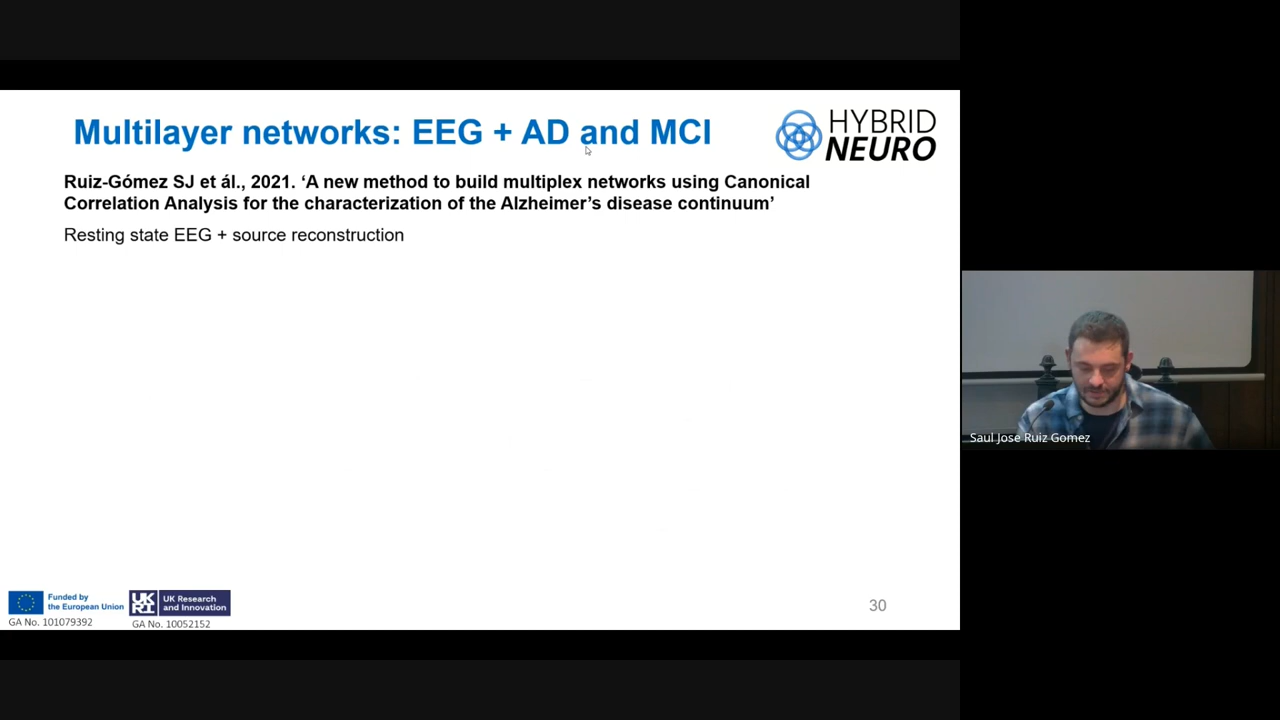 Multilayer networks: EEG + AD and MCI
HYBRID
NEURO
Ruiz-Gómez SJ et ál., 2021. ‘A new method to build multiplex networks using Canonical
Correlation Analysis for the characterization of the Alzheimer’s disease continuum’
Resting state EEG + source reconstruction
Saul Jose Ruiz Gomez
Funded by
the European Union
GA No. 101079392
UK
RI
UK Research
and Innovation
GA No. 10052152
30